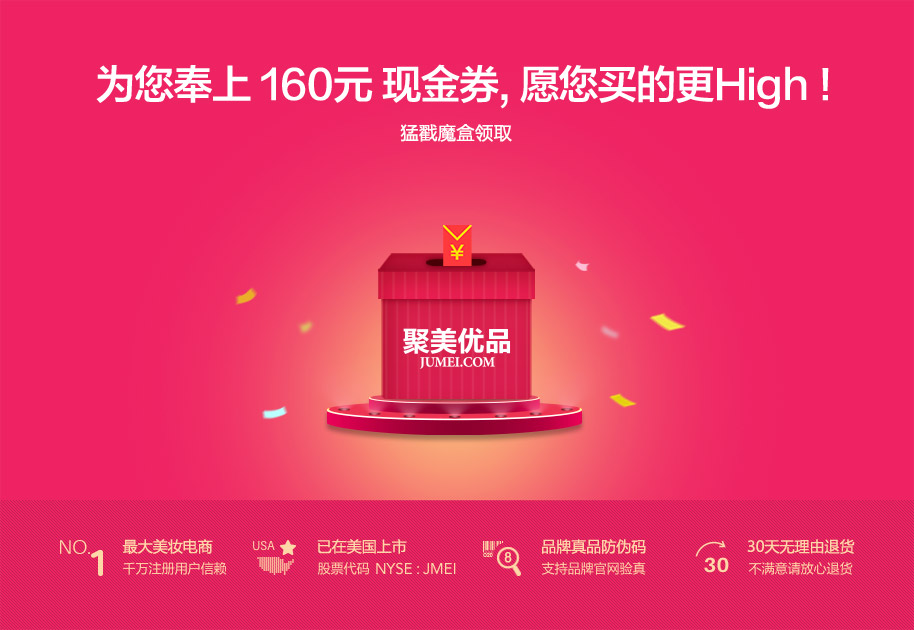 为您奉上 160元 现金券, 愿您买的更High !
猛戳魔盒领取
¥
聚美优品
JUMEI.COM
NO.1
最大美妆电商
千万注册用户信赖
USA
已在美国上市
股票代码 NYSE : JMEI
8
品牌真品防伪码
支持品牌官网验真
30
30天无理由退货
不满意请放心退货